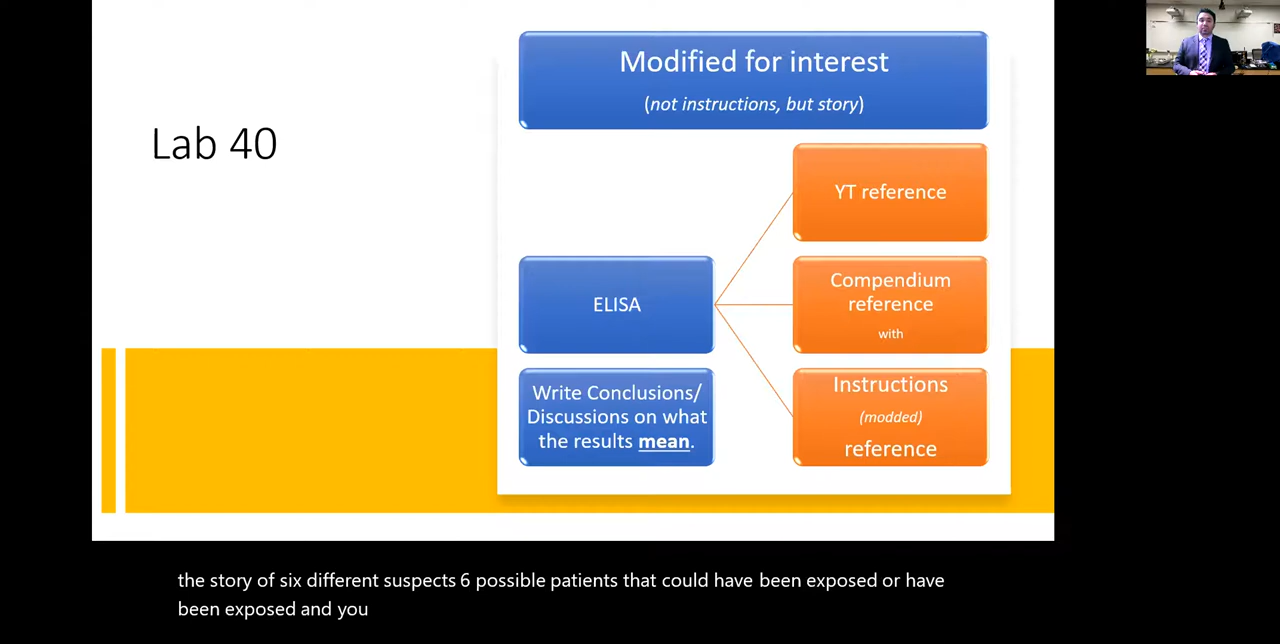 Modified for interest
(not instructions, but story)
Lab 40
YT reference
ELISA
Compendium
reference
with
Write Conclusions/
Discussions on what
the results mean.
Instructions
(modded)
reference
the story of six different suspects 6 possible patients that could have been exposed or have
been exposed and you